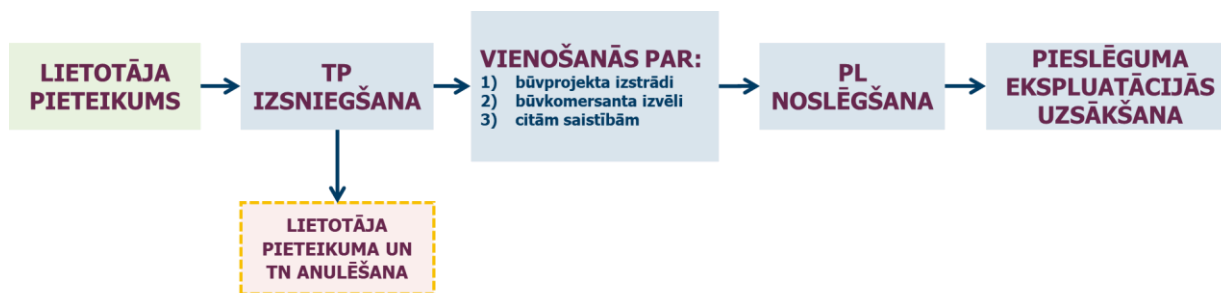 LIETOTĀJA
PIETEIKUMS
TP
IZSNIEGŠANA
VIENOŠANĀS PAR:
1) būvprojekta izstrādi
2) būvkomersanta izvēli
3) citām saistībām
PL
NOSLĒGŠANA
PIESLĒGUMA
EKSPLUATĀCIJĀS
UZSĀKŠANA
LIETOTĀJA
PIETEIKUMA UN
TN ANULĒŠANA